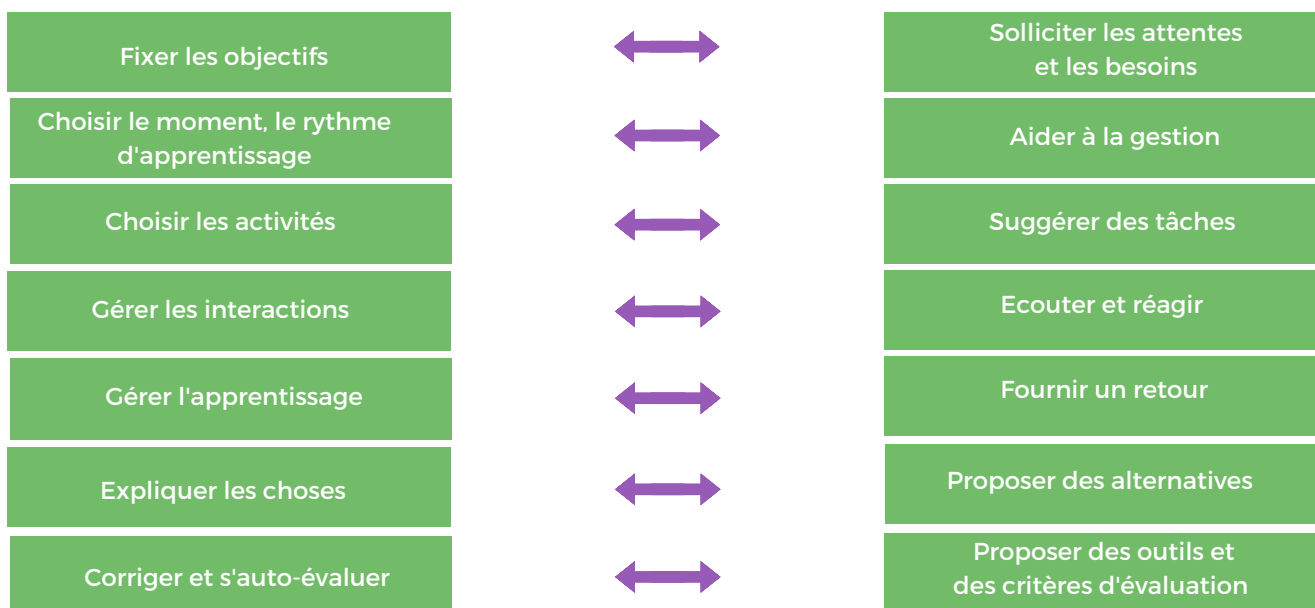 Fixer les objectifs
Solliciter les attentes
et les besoins
Choisir le moment, le rythme
d'apprentissage
Aider à la gestion
Choisir les activités
Suggérer des tâches
Gérer les interactions
Ecouter et réagir
Gérer l'apprentissage
Fournir un retour
Expliquer les choses
Proposer des alternatives
Corriger et s'auto-évaluer
Proposer des outils et
des critères d'évaluation